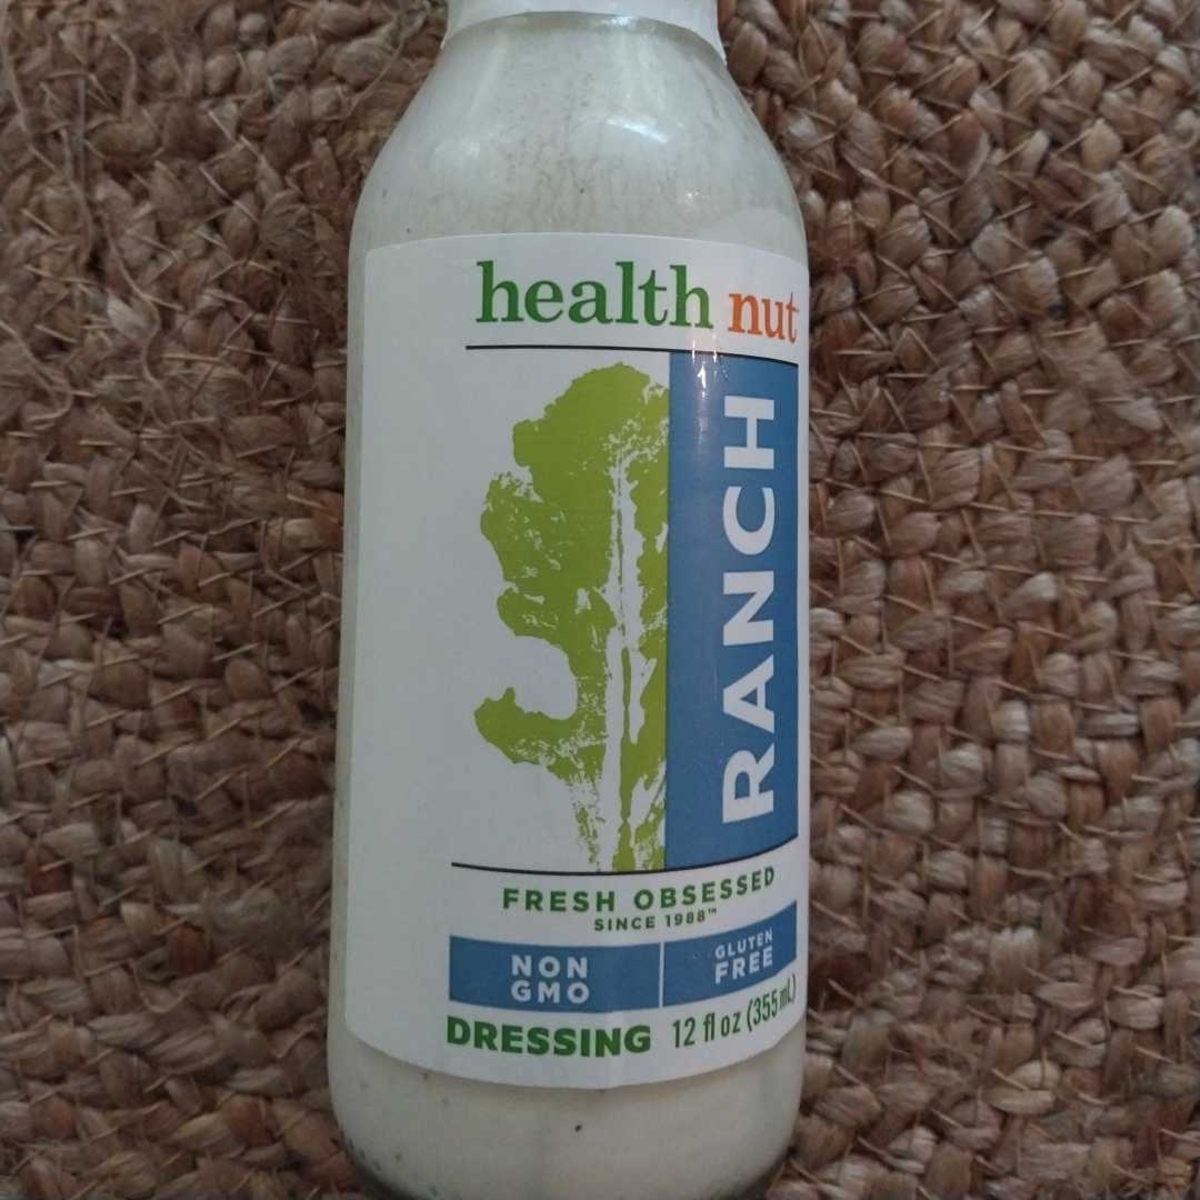 health nut
RANCH
FRESH OBSESSED
SINCE 1988™
NON
GMO
GLUTEN
FREE
DRESSING 12 fl oz (355 mL)